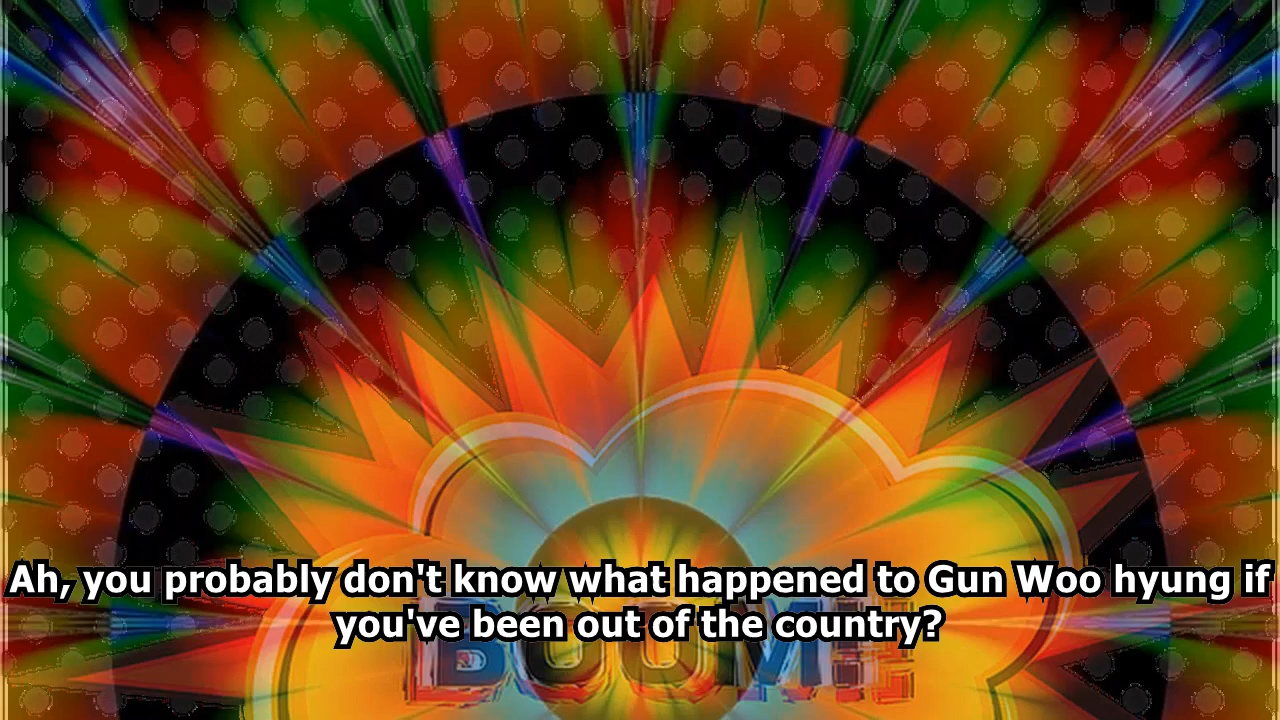 Ah, you probably don't know what happened to Gun Woo hyung if
you've been out of the country?
BOOM!